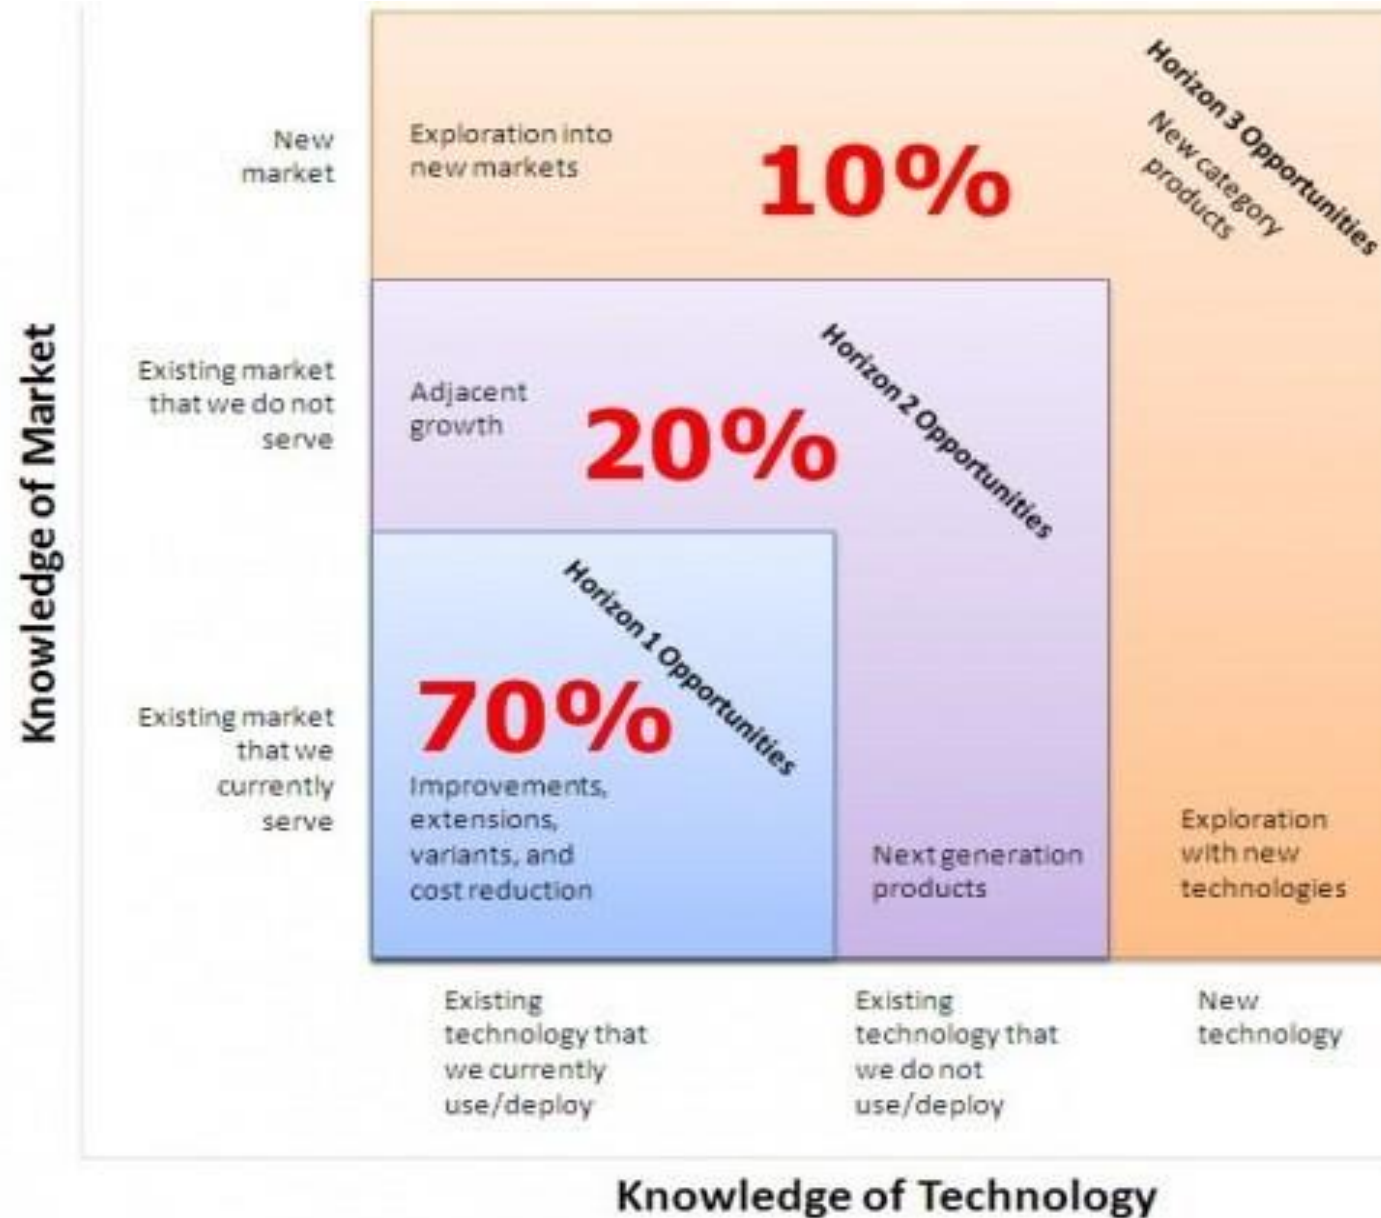 Knowledge of Market
New
market
Exploration into
new markets
10%
Horizon 3 Opportunities
New category
products
Existing market
that we do not
serve
Adjacent
growth
20%
Horizon 2 Opportunities
Existing market
that we
currently
serve
Horizon 1 Opportunities
70%
Improvements,
extensions,
variants, and
cost reduction
Next generation
products
Exploration
with new
technologies
Existing
technology that
we currently
use/deploy
Existing
technology that
we do not
use/deploy
New
technology
Knowledge of Technology